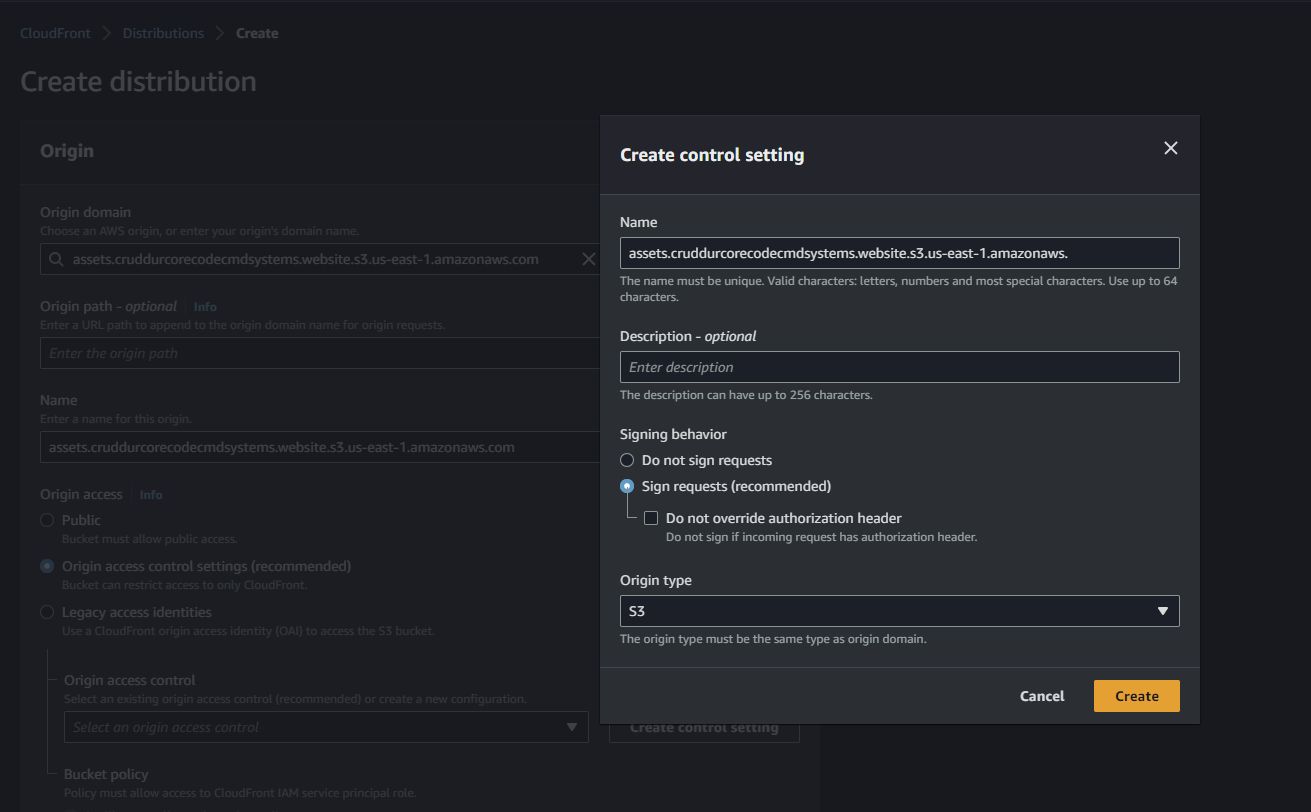 CloudFront > Distributions > Create
Create distribution
Origin
Origin domain
Choose an AWS origin, or enter your origin's domain name.
assets.cruddurcorecodecmdsystems.website.s3.us-east-1.amazonaws.com
Origin path - optional Info
Enter a URL path to append to the origin domain name for origin requests.
Enter the origin path
Name
Enter a name for this origin.
assets.cruddurcorecodecmdsystems.website.s3.us-east-1.amazonaws.com
Origin access Info
Public
Bucket must allow public access.
Origin access control settings (recommended)
Bucket can restrict access to only CloudFront.
Legacy access identities
Use a CloudFront origin access identity (OAI) to access the S3 bucket.
Origin access control
Select an existing origin access control (recommended) or create a new configuration.
Select an origin access control
Create control setting
Bucket policy
Policy must allow access to CloudFront IAM service principal role.
Create control setting
Name
assets.cruddurcorecodecmdsystems.website.s3.us-east-1.amazonaws.
The name must be unique. Valid characters: letters, numbers and most special characters. Use up to 64
characters.
Description - optional
Enter description
The description can have up to 256 characters.
Signing behavior
Do not sign requests
Sign requests (recommended)
Do not override authorization header
Do not sign if incoming request has authorization header.
Origin type
S3
The origin type must be the same type as origin domain.
Cancel
Create